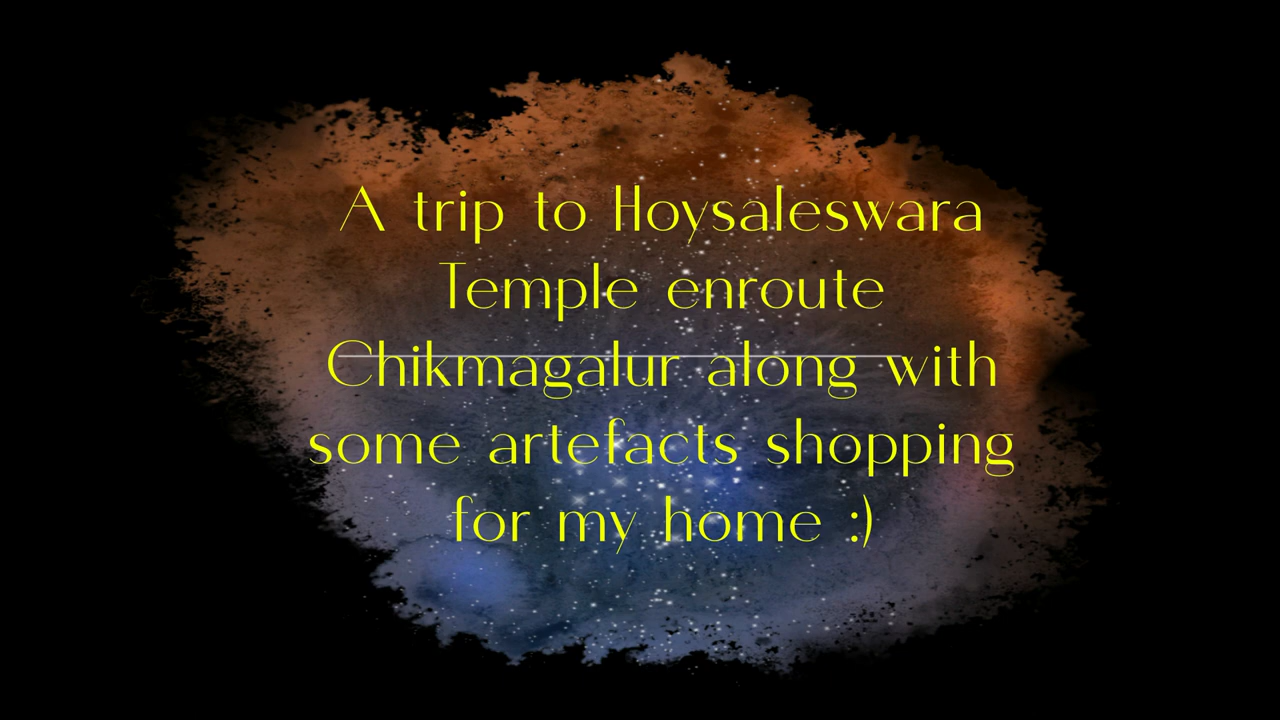 A trip to Hoysaleswara
Temple enroute
Chikmagalur along with
some artefacts shopping
for my home :)